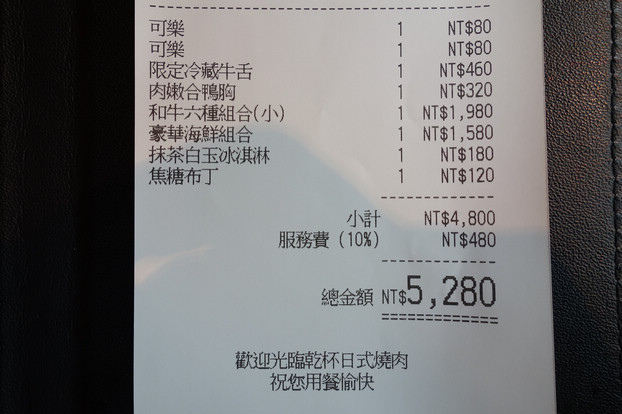 可樂 1 NT$80
可樂 1 NT$80
限定冷藏牛舌 1 NT$460
肉嫩合鴨胸 1 NT$320
和牛六種組合(小) 1 NT$1,980
豪華海鮮組合 1 NT$1,580
抹茶白玉冰淇淋 1 NT$180
焦糖布丁 1 NT$120
小計 NT$4,800
服務費 (10%) NT$480
總金額 NT$5,280
歡迎光臨乾杯日式燒肉
祝您用餐愉快